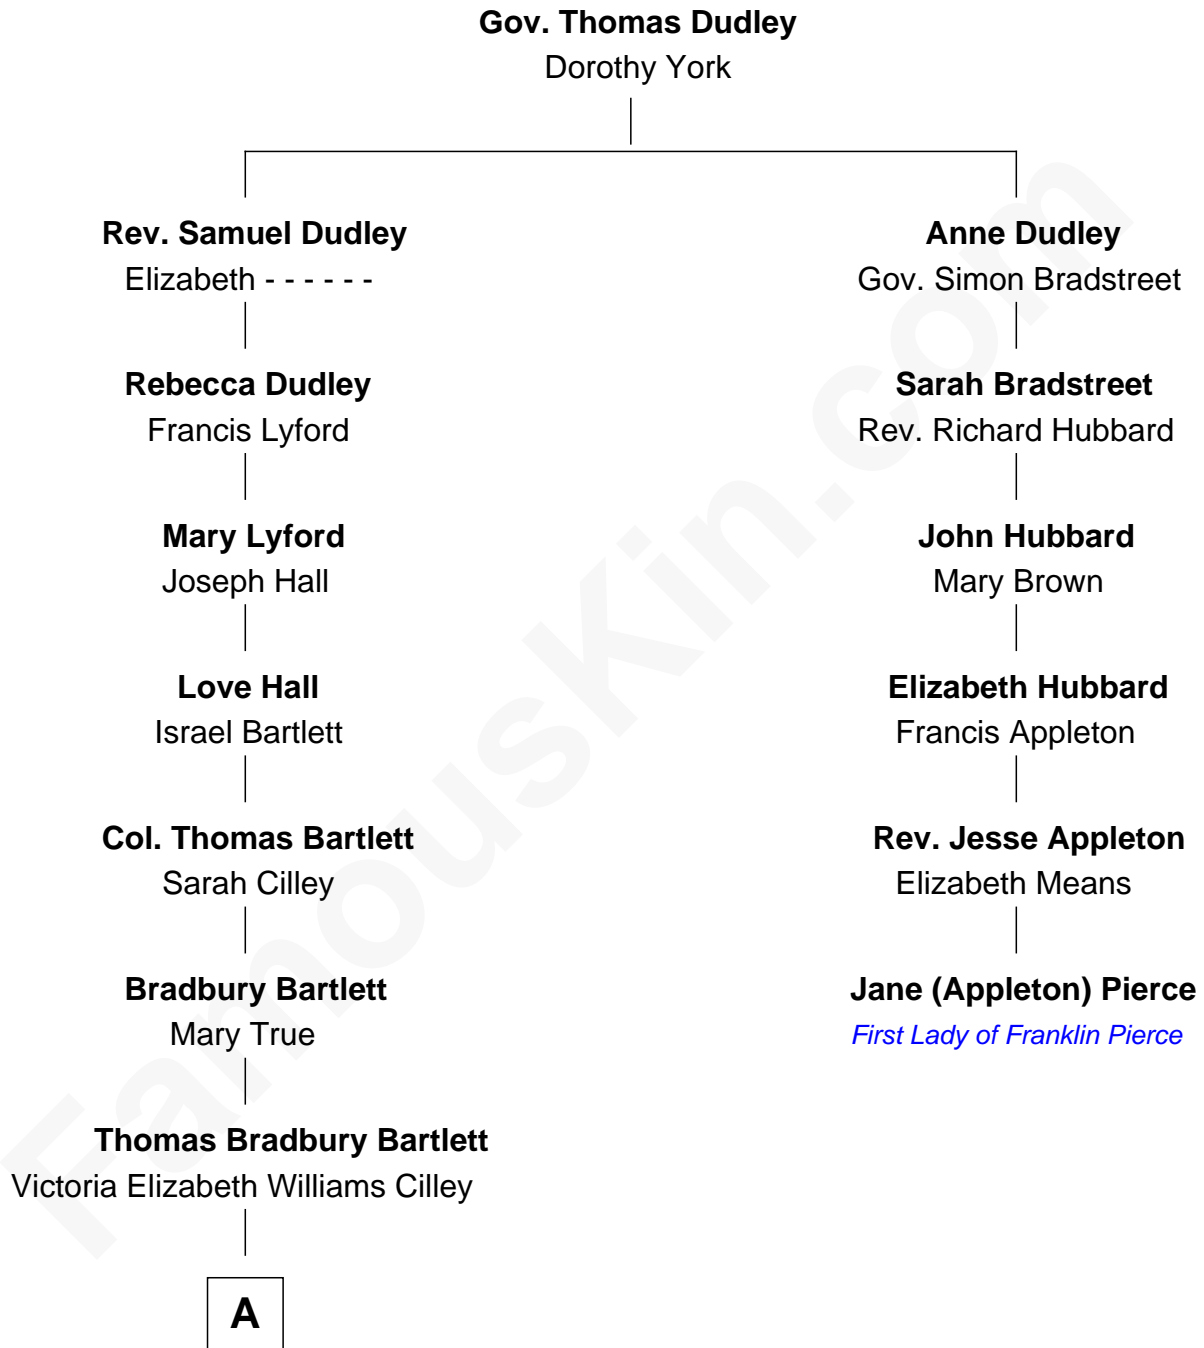 Gov. Thomas Dudley
Dorothy York
Rev. Samuel Dudley
Elizabeth - - - - - -
Rebecca Dudley
Francis Lyford
Mary Lyford
Joseph Hall
Love Hall
Israel Bartlett
Col. Thomas Bartlett
Sarah Cilley
Bradbury Bartlett
Mary True
Thomas Bradbury Bartlett
Victoria Elizabeth Williams Cilley
A
Anne Dudley
Gov. Simon Bradstreet
Sarah Bradstreet
Rev. Richard Hubbard
John Hubbard
Mary Brown
Elizabeth Hubbard
Francis Appleton
Rev. Jesse Appleton
Elizabeth Means
Jane (Appleton) Pierce
First Lady of Franklin Pierce
FamousKin.com